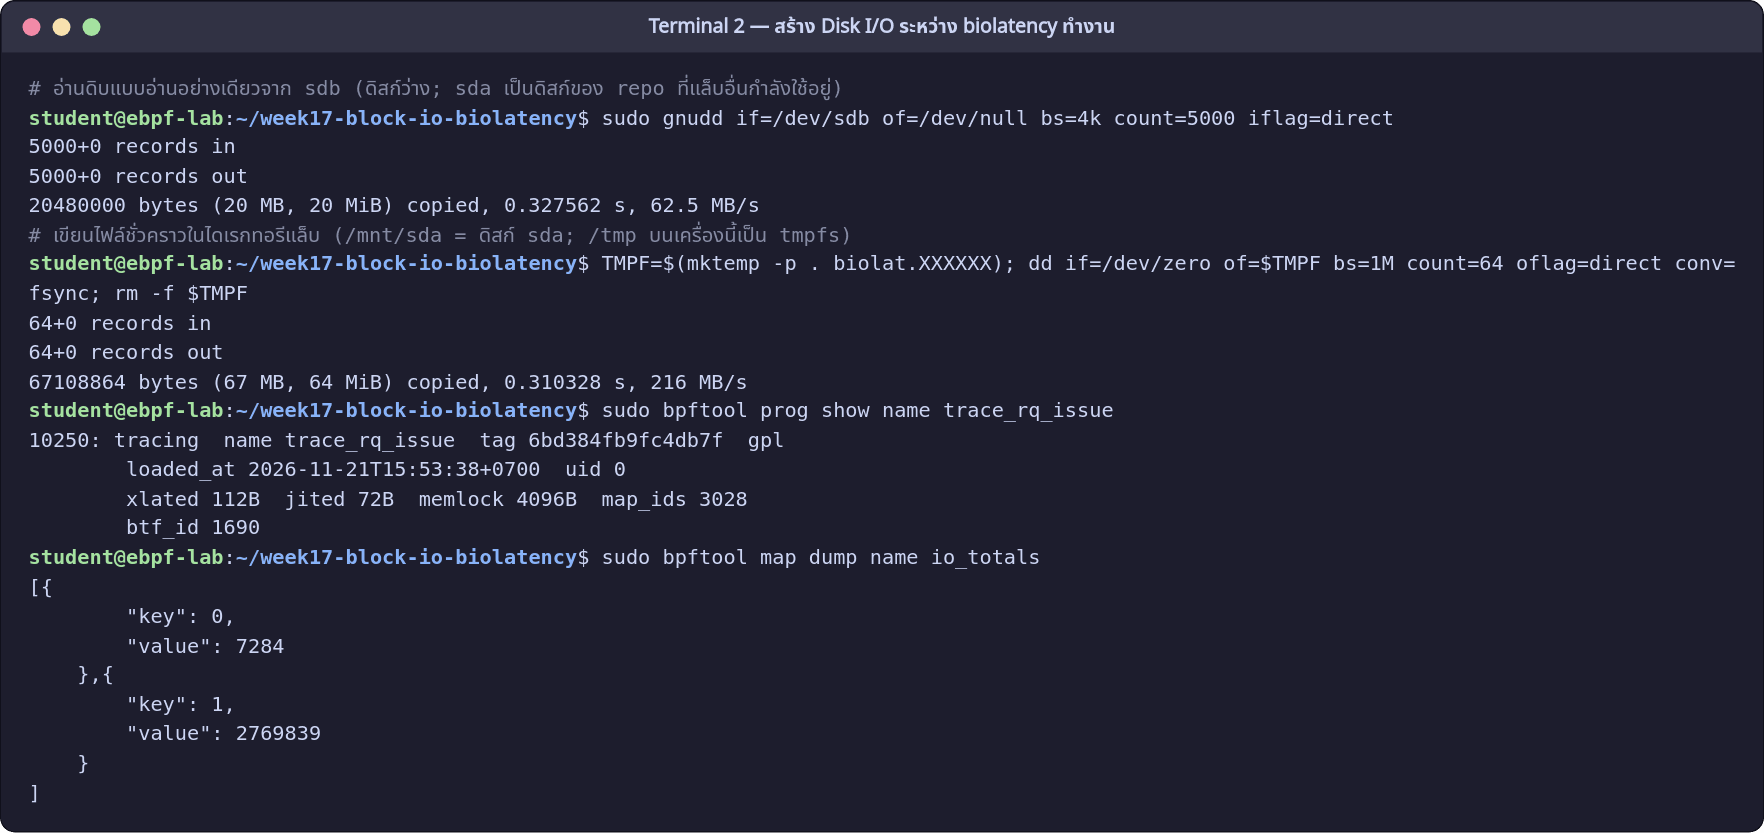 Terminal 2 — สร้าง Disk I/O ระหว่าง biolatency ทำงาน
# อ่านดิบแบบอ่านอย่างเดียวจาก sdb (ดิสก์ว่าง; sda เป็นดิสก์ของ repo ที่แล็บอื่นกำลังใช้อยู่)
student@ebpf-lab:~/week17-block-io-biolatency$ sudo gnudd if=/dev/sdb of=/dev/null bs=4k count=5000 iflag=direct
5000+0 records in
5000+0 records out
20480000 bytes (20 MB, 20 MiB) copied, 0.327562 s, 62.5 MB/s
# เขียนไฟล์ชั่วคราวในไดเรกทอรีแล็บ (/mnt/sda = ดิสก์ sda; /tmp บนเครื่องนี้เป็น tmpfs)
student@ebpf-lab:~/week17-block-io-biolatency$ TMPF=$(mktemp -p . biolat.XXXXXX); dd if=/dev/zero of=$TMPF bs=1M count=64 oflag=direct conv=
fsync; rm -f $TMPF
64+0 records in
64+0 records out
67108864 bytes (67 MB, 64 MiB) copied, 0.310328 s, 216 MB/s
student@ebpf-lab:~/week17-block-io-biolatency$ sudo bpftool prog show name trace_rq_issue
10250: tracing  name trace_rq_issue  tag 6bd384fb9fc4db7f  gpl
        loaded_at 2026-11-21T15:53:38+0700  uid 0
        xlated 112B  jited 72B  memlock 4096B  map_ids 3028
        btf_id 1690
student@ebpf-lab:~/week17-block-io-biolatency$ sudo bpftool map dump name io_totals
[{
        "key": 0,
        "value": 7284
    },{
        "key": 1,
        "value": 2769839
    }
]